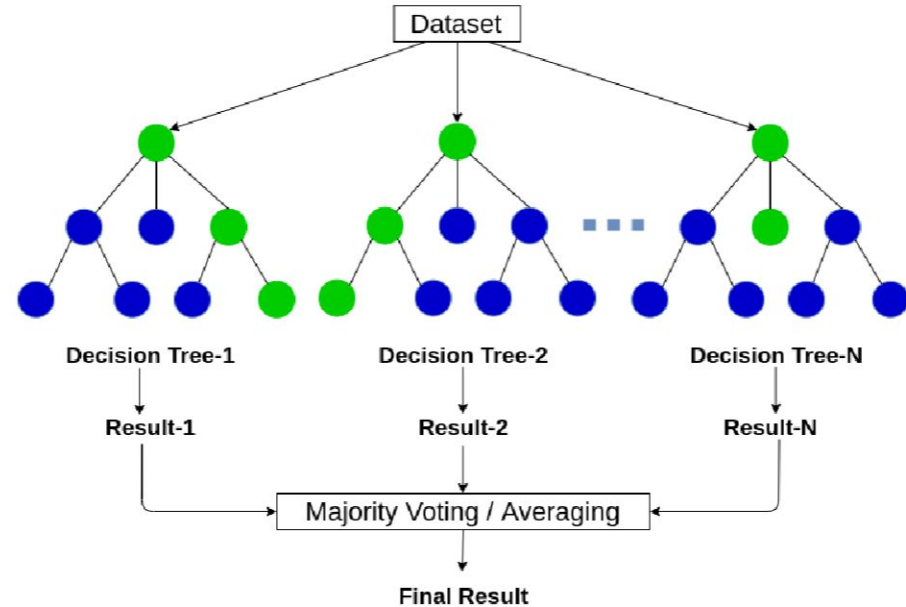 Dataset
Decision Tree-1
Decision Tree-2
Decision Tree-N
Result-1
Result-2
Result-N
Majority Voting / Averaging
Final Result